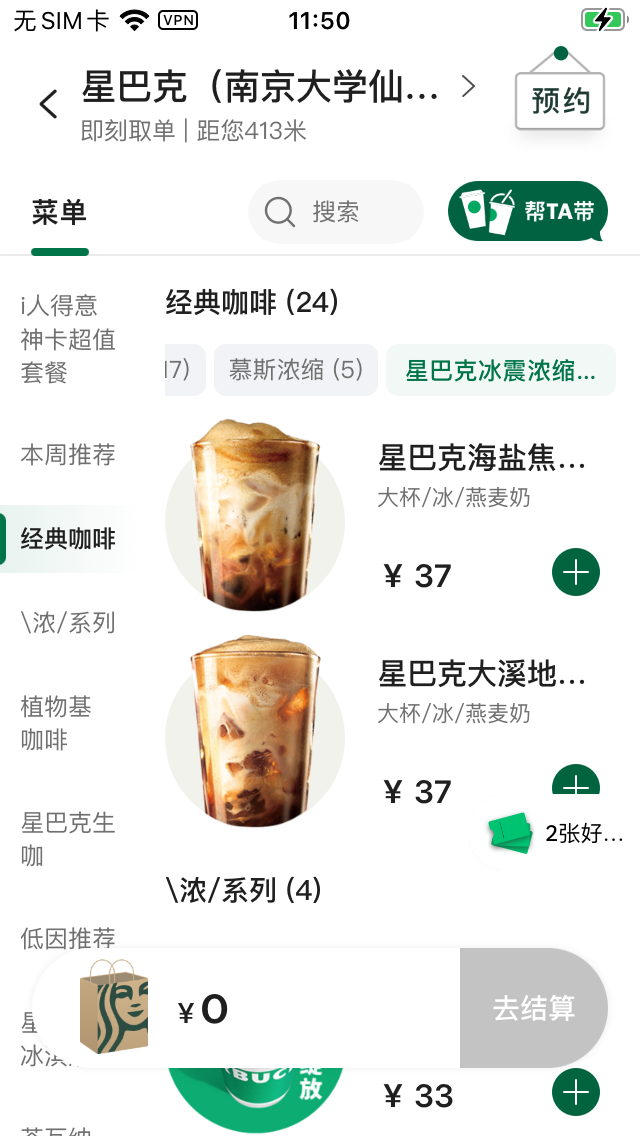 无SIM卡 VPN 11:50
星巴克（南京大学仙...
即刻取单 | 距您413米
预约
菜单
搜索
帮TA带
i人得意
神卡超值
套餐
本周推荐
经典咖啡
\浓/系列
植物基
咖啡
星巴克生
咖
低因推荐
经典咖啡 (24)
17)
慕斯浓缩 (5)
星巴克冰震浓缩...
星巴克海盐焦...
大杯/冰/燕麦奶
¥ 37
星巴克大溪地...
大杯/冰/燕麦奶
¥ 37
2张好...
\浓/系列 (4)
¥ 0
去结算
放
¥ 33